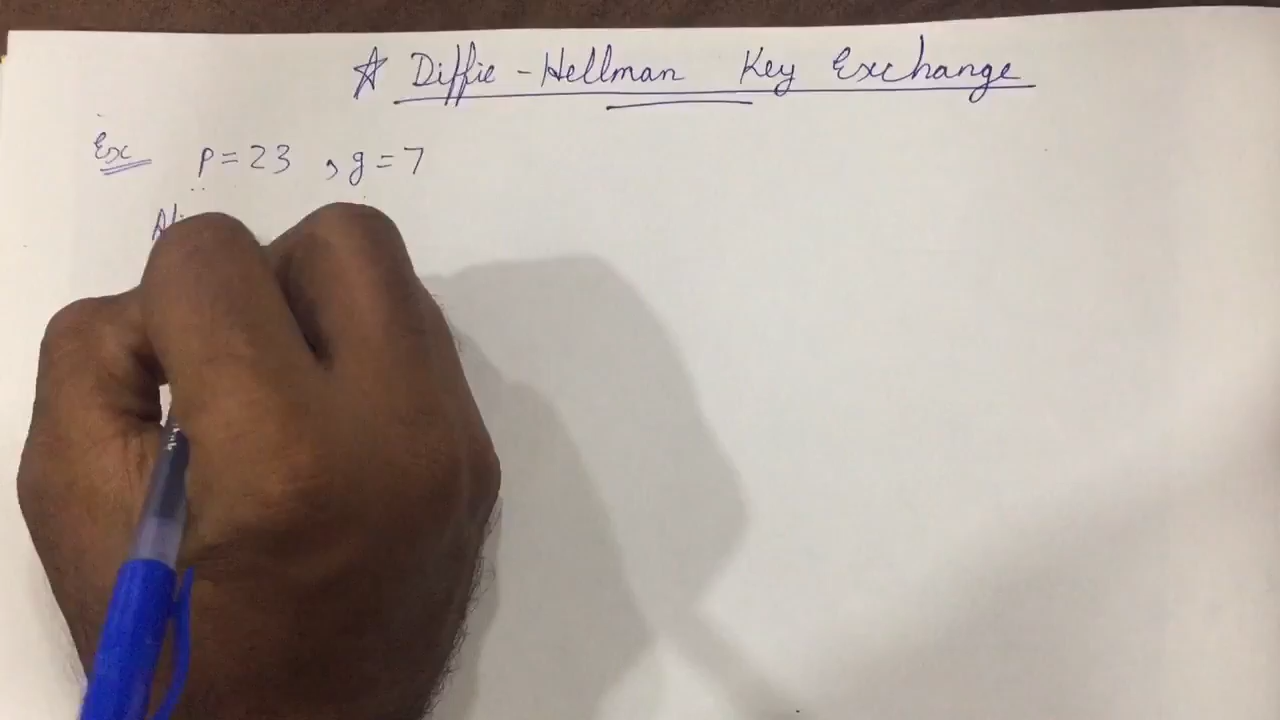 ☆ Diffie - Hellman Key Exchange
Ex p = 23 , g = 7